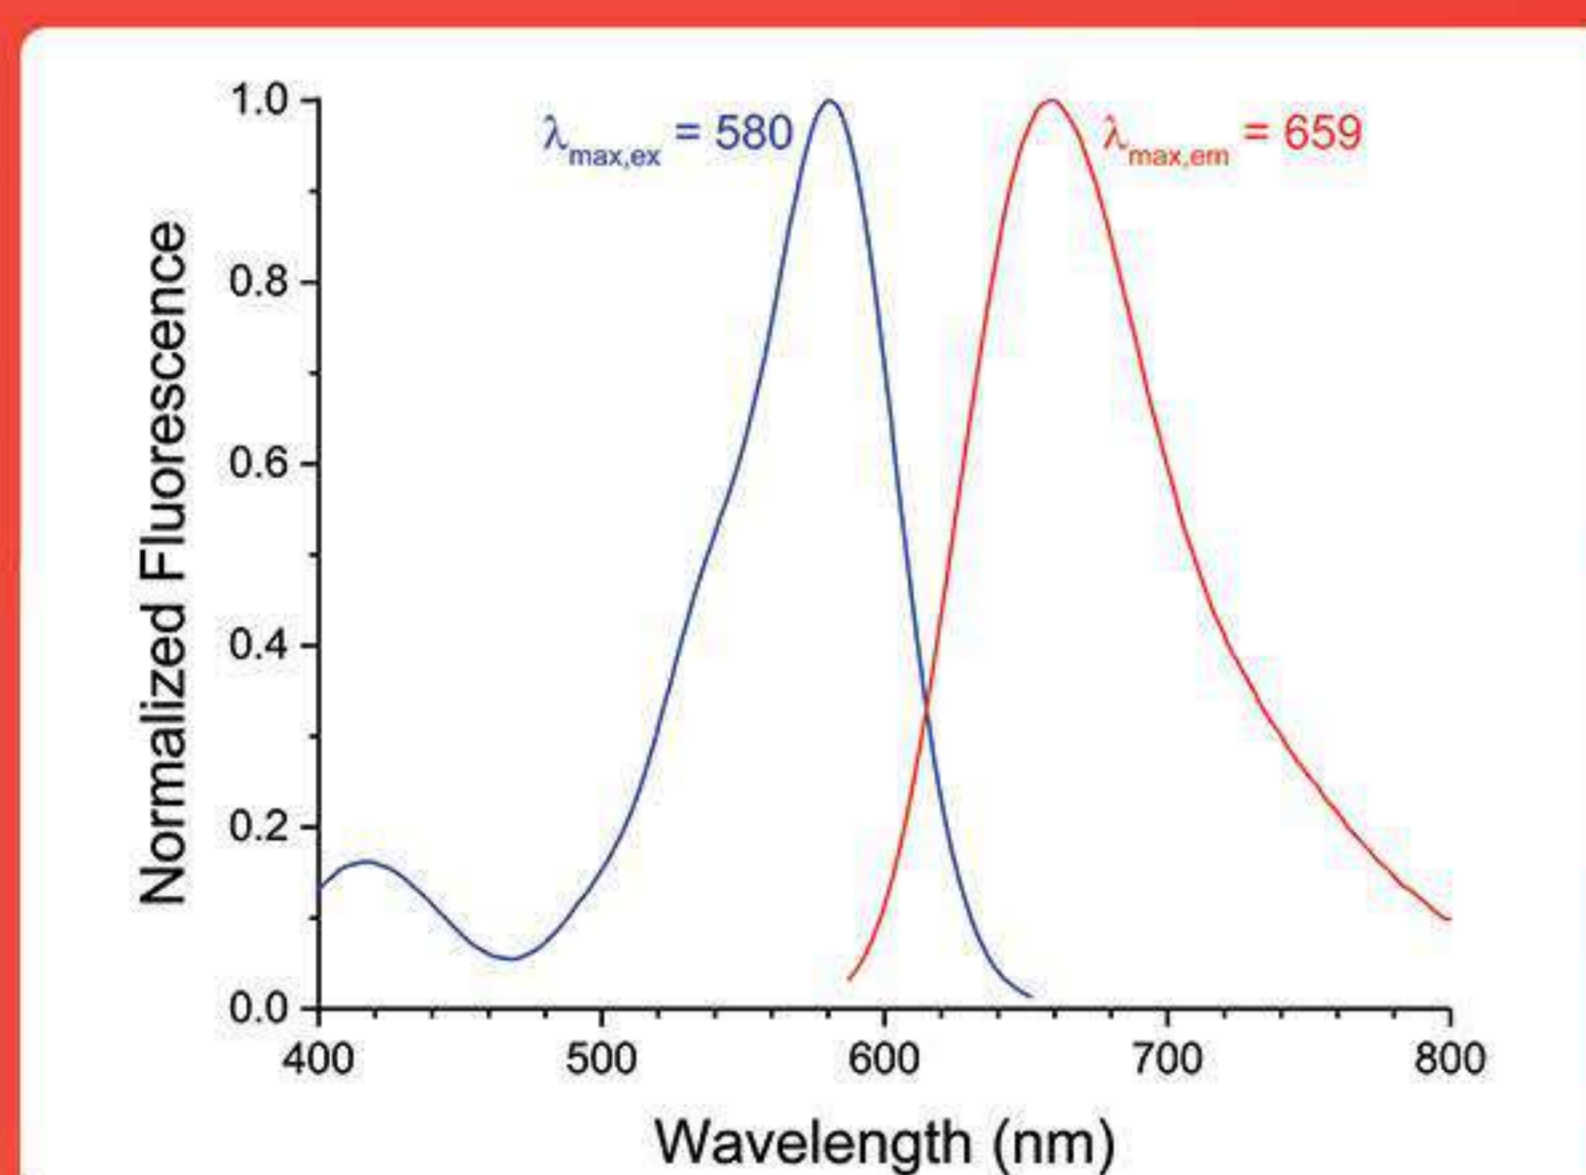 λmax,ex = 580
λmax,em = 659
1.0
0.8
0.6
0.4
0.2
0.0
Normalized Fluorescence
400 500 600 700 800
Wavelength (nm)